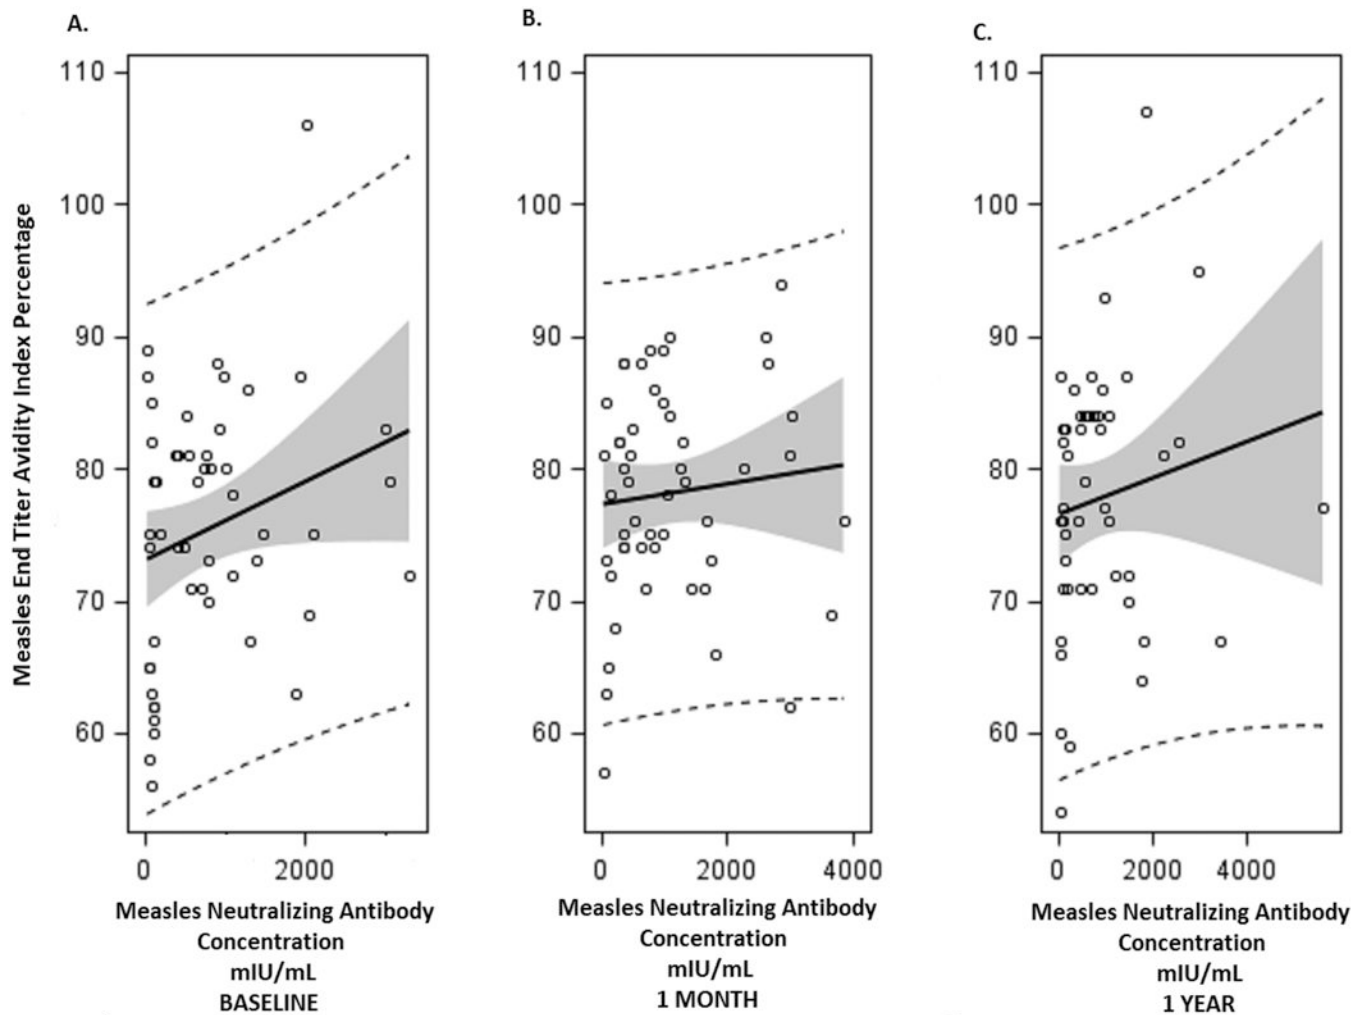 A.
B.
C.
Measles End Titer Avidity Index Percentage
110
100
90
80
70
60
0
2000
Measles Neutralizing Antibody
Concentration
mIU/mL
BASELINE
110
100
90
80
70
60
0
2000
4000
Measles Neutralizing Antibody
Concentration
mIU/mL
1 MONTH
110
100
90
80
70
60
0
2000
4000
Measles Neutralizing Antibody
Concentration
mIU/mL
1 YEAR